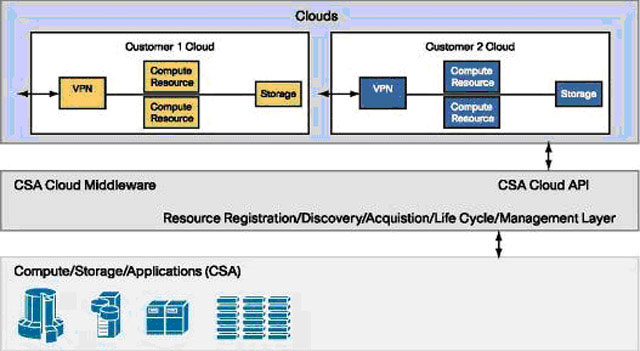 Clouds
Customer 1 Cloud
VPN
Compute
Resource
Compute
Resource
Storage
Customer 2 Cloud
VPN
Compute
Resource
Compute
Resource
Storage
CSA Cloud Middleware
CSA Cloud API
Resource Registration/Discovery/Acquistion/Life Cycle/Management Layer
Compute/Storage/Applications (CSA)